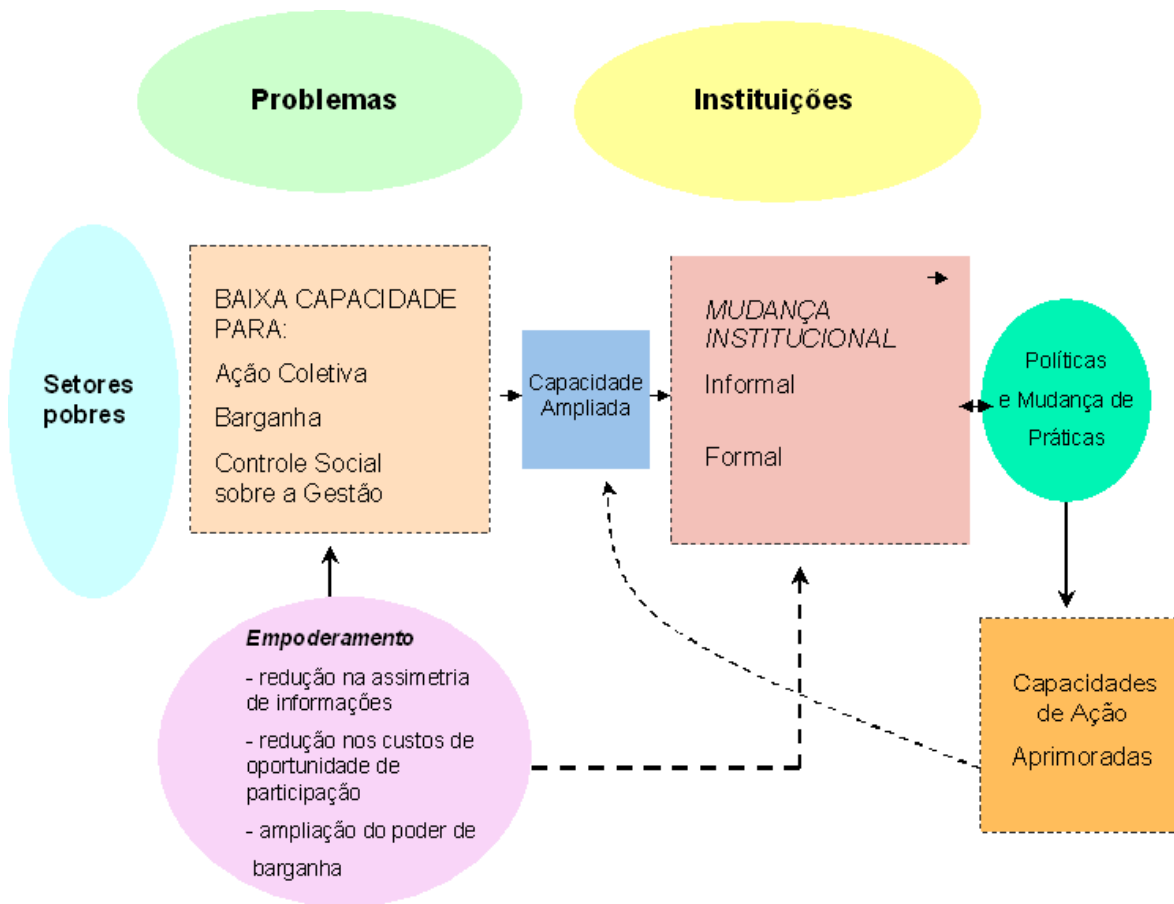 Problemas
Instituições
Setores
pobres
BAIXA CAPACIDADE
PARA:
Ação Coletiva
Barganha
Controle Social
sobre a Gestão
Capacidade
Ampliada
MUDANÇA
INSTITUCIONAL
Informal
Formal
Políticas
e Mudança de
Práticas
Empoderamento
- redução na assimetria
de informações
- redução nos custos de
oportunidade de
participação
- ampliação do poder de
barganha
Capacidades
de Ação
Aprimoradas